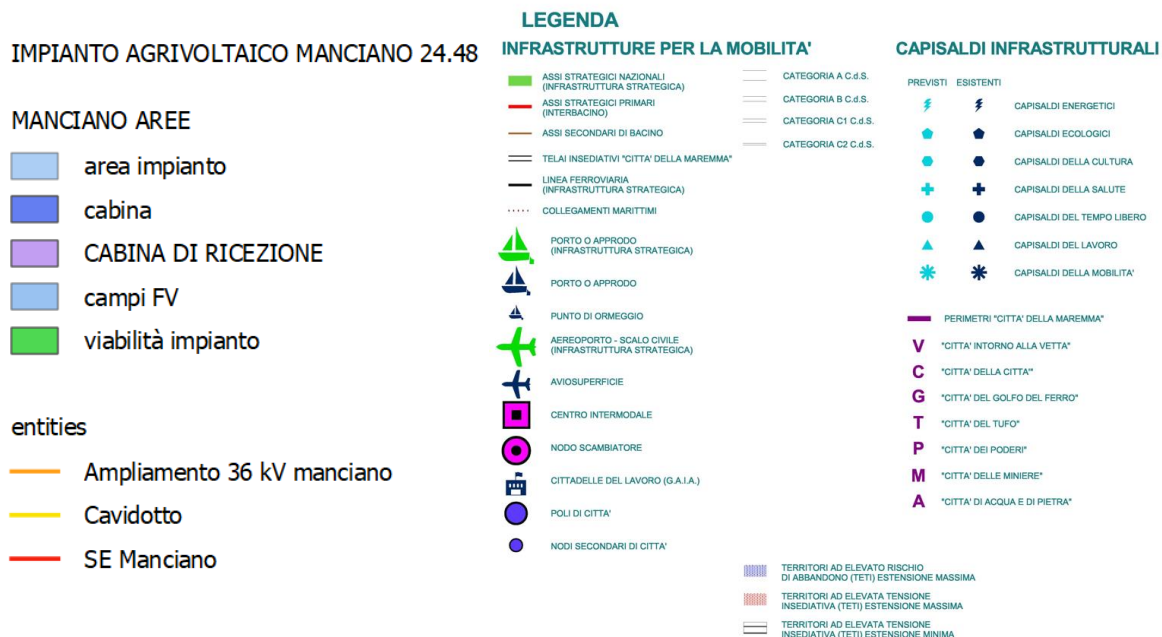 IMPIANTO AGRIVOLTAICO MANCIANO 24.48
MANCIANO AREE
area impianto
cabina
CABINA DI RICEZIONE
campi FV
viabilità impianto
entities
Ampliamento 36 kV manciano
Cavidotto
SE Manciano
LEGENDA
INFRASTRUTTURE PER LA MOBILITA'
ASSI STRATEGICI NAZIONALI
(INFRASTRUTTURA STRATEGICA)
ASSI STRATEGICI PRIMARI
(INTERBACINO)
ASSI SECONDARI DI BACINO
TELAI INSEDIATIVI "CITTA' DELLA MAREMMA"
LINEA FERROVIARIA
(INFRASTRUTTURA STRATEGICA)
COLLEGAMENTI MARITTIMI
PORTO O APPRODO
(INFRASTRUTTURA STRATEGICA)
PORTO O APPRODO
PUNTO DI ORMEGGIO
AEREOPORTO - SCALO CIVILE
(INFRASTRUTTURA STRATEGICA)
AVIOSUPERFICIE
CENTRO INTERMODALE
NODO SCAMBIATORE
CITTADELLE DEL LAVORO (G.A.I.A.)
POLI DI CITTA'
NODI SECONDARI DI CITTA'
CATEGORIA A C.d.S.
CATEGORIA B C.d.S.
CATEGORIA C1 C.d.S.
CATEGORIA C2 C.d.S.
CAPISALDI INFRASTRUTTURALI
PREVISTI ESISTENTI
CAPISALDI ENERGETICI
CAPISALDI ECOLOGICI
CAPISALDI DELLA CULTURA
CAPISALDI DELLA SALUTE
CAPISALDI DEL TEMPO LIBERO
CAPISALDI DEL LAVORO
CAPISALDI DELLA MOBILITA'
PERIMETRI "CITTA' DELLA MAREMMA"
V "CITTA' INTORNO ALLA VETTA"
C "CITTA' DELLA CITTA'"
G "CITTA' DEL GOLFO DEL FERRO"
T "CITTA' DEL TUFO"
P "CITTA' DEI PODERI"
M "CITTA' DELLE MINIERE"
A "CITTA' DI ACQUA E DI PIETRA"
TERRITORI AD ELEVATO RISCHIO
DI ABBANDONO (TETI) ESTENSIONE MASSIMA
TERRITORI AD ELEVATA TENSIONE
INSEDIATIVA (TETI) ESTENSIONE MASSIMA
TERRITORI AD ELEVATA TENSIONE
INSEDIATIVA (TETI) ESTENSIONE MINIMA